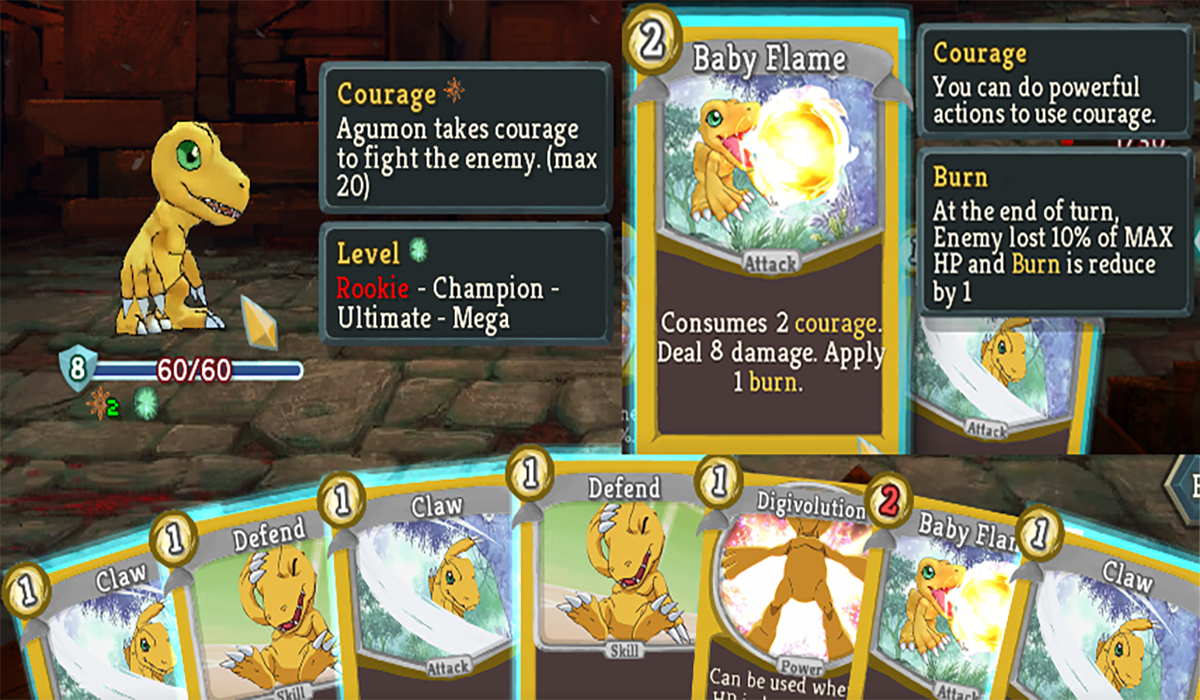 Courage
Agumon takes courage
to fight the enemy. (max
20)
Level
Rookie - Champion -
Ultimate - Mega
8
60/60
2
2
Baby Flame
Attack
Consumes 2 courage.
Deal 8 damage. Apply
1 burn.
Courage
You can do powerful
actions to use courage.
Burn
At the end of turn,
Enemy lost 10% of MAX
HP and Burn is reduce
by 1
Attack
1
Claw
1
Defend
Skill
1
Claw
Attack
1
Defend
Skill
1
Digivolution
Power
Can be used whe
2
Baby Flam
Attack
1
Claw